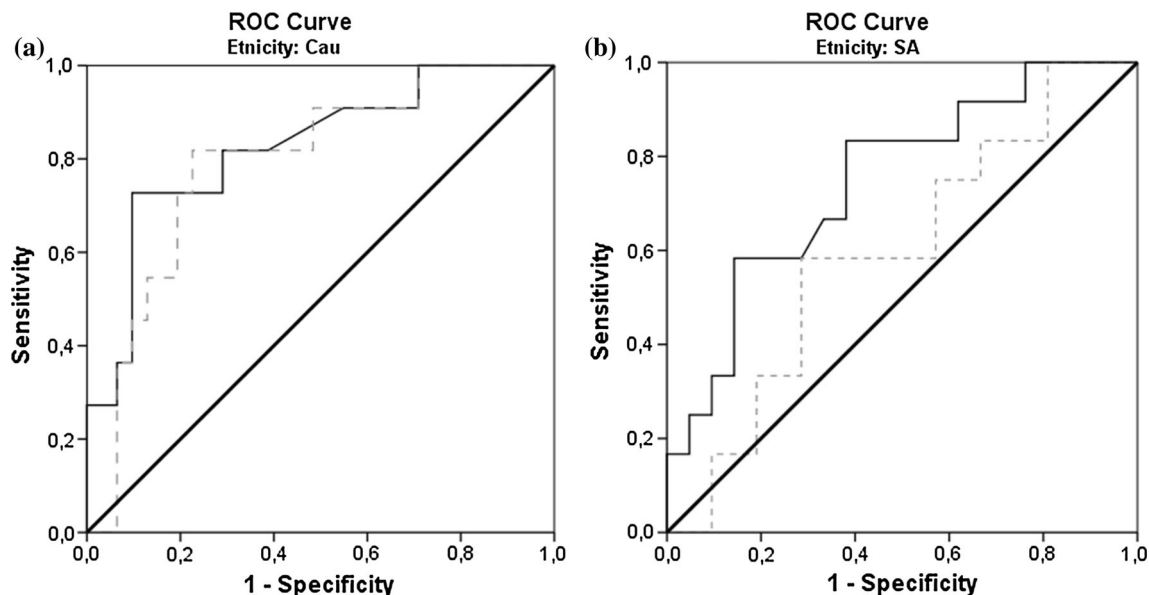 (a)
ROC Curve
Etnicity: Cau
1,0
0,8
0,6
0,4
0,2
0,0
Sensitivity
0,0 0,2 0,4 0,6 0,8 1,0
1 - Specificity
(b)
ROC Curve
Etnicity: SA
1,0
0,8
0,6
0,4
0,2
0,0
Sensitivity
0,0 0,2 0,4 0,6 0,8 1,0
1 - Specificity